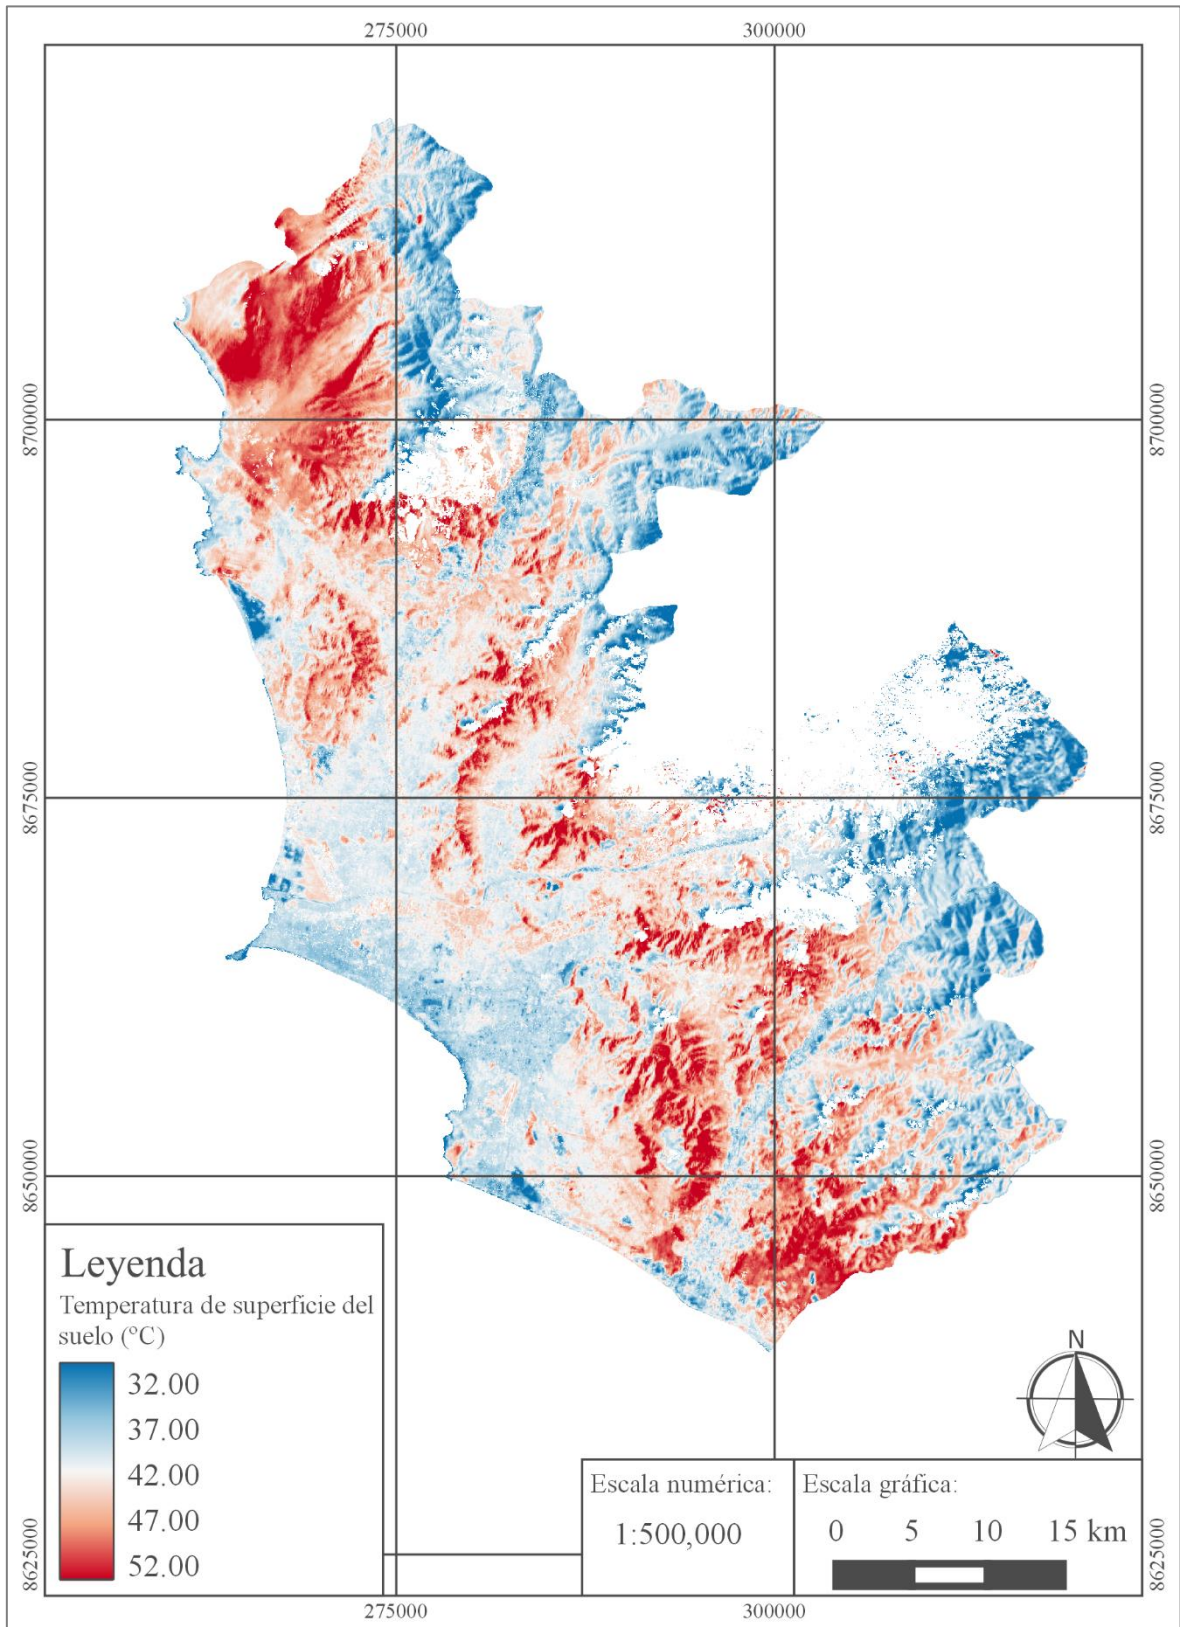 275000 300000
8700000 8700000
8675000 8675000
8650000 8650000
Leyenda
Temperatura de superficie del
suelo (ºC)
32.00
37.00
42.00
47.00
52.00
N
Escala numérica:
1:500,000
Escala gráfica:
0 5 10 15 km
8625000 8625000
275000 300000